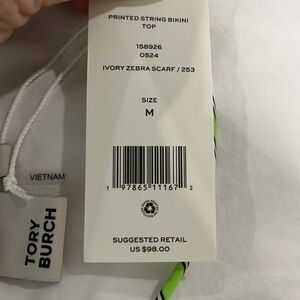 PRINTED STRING BIKINI
TOP
158926
0524
IVORY ZEBRA SCARF / 253
SIZE
M
1 97865 11167 2
SUGGESTED RETAIL
US $98.00
VIETNAM
TORY
BURCH